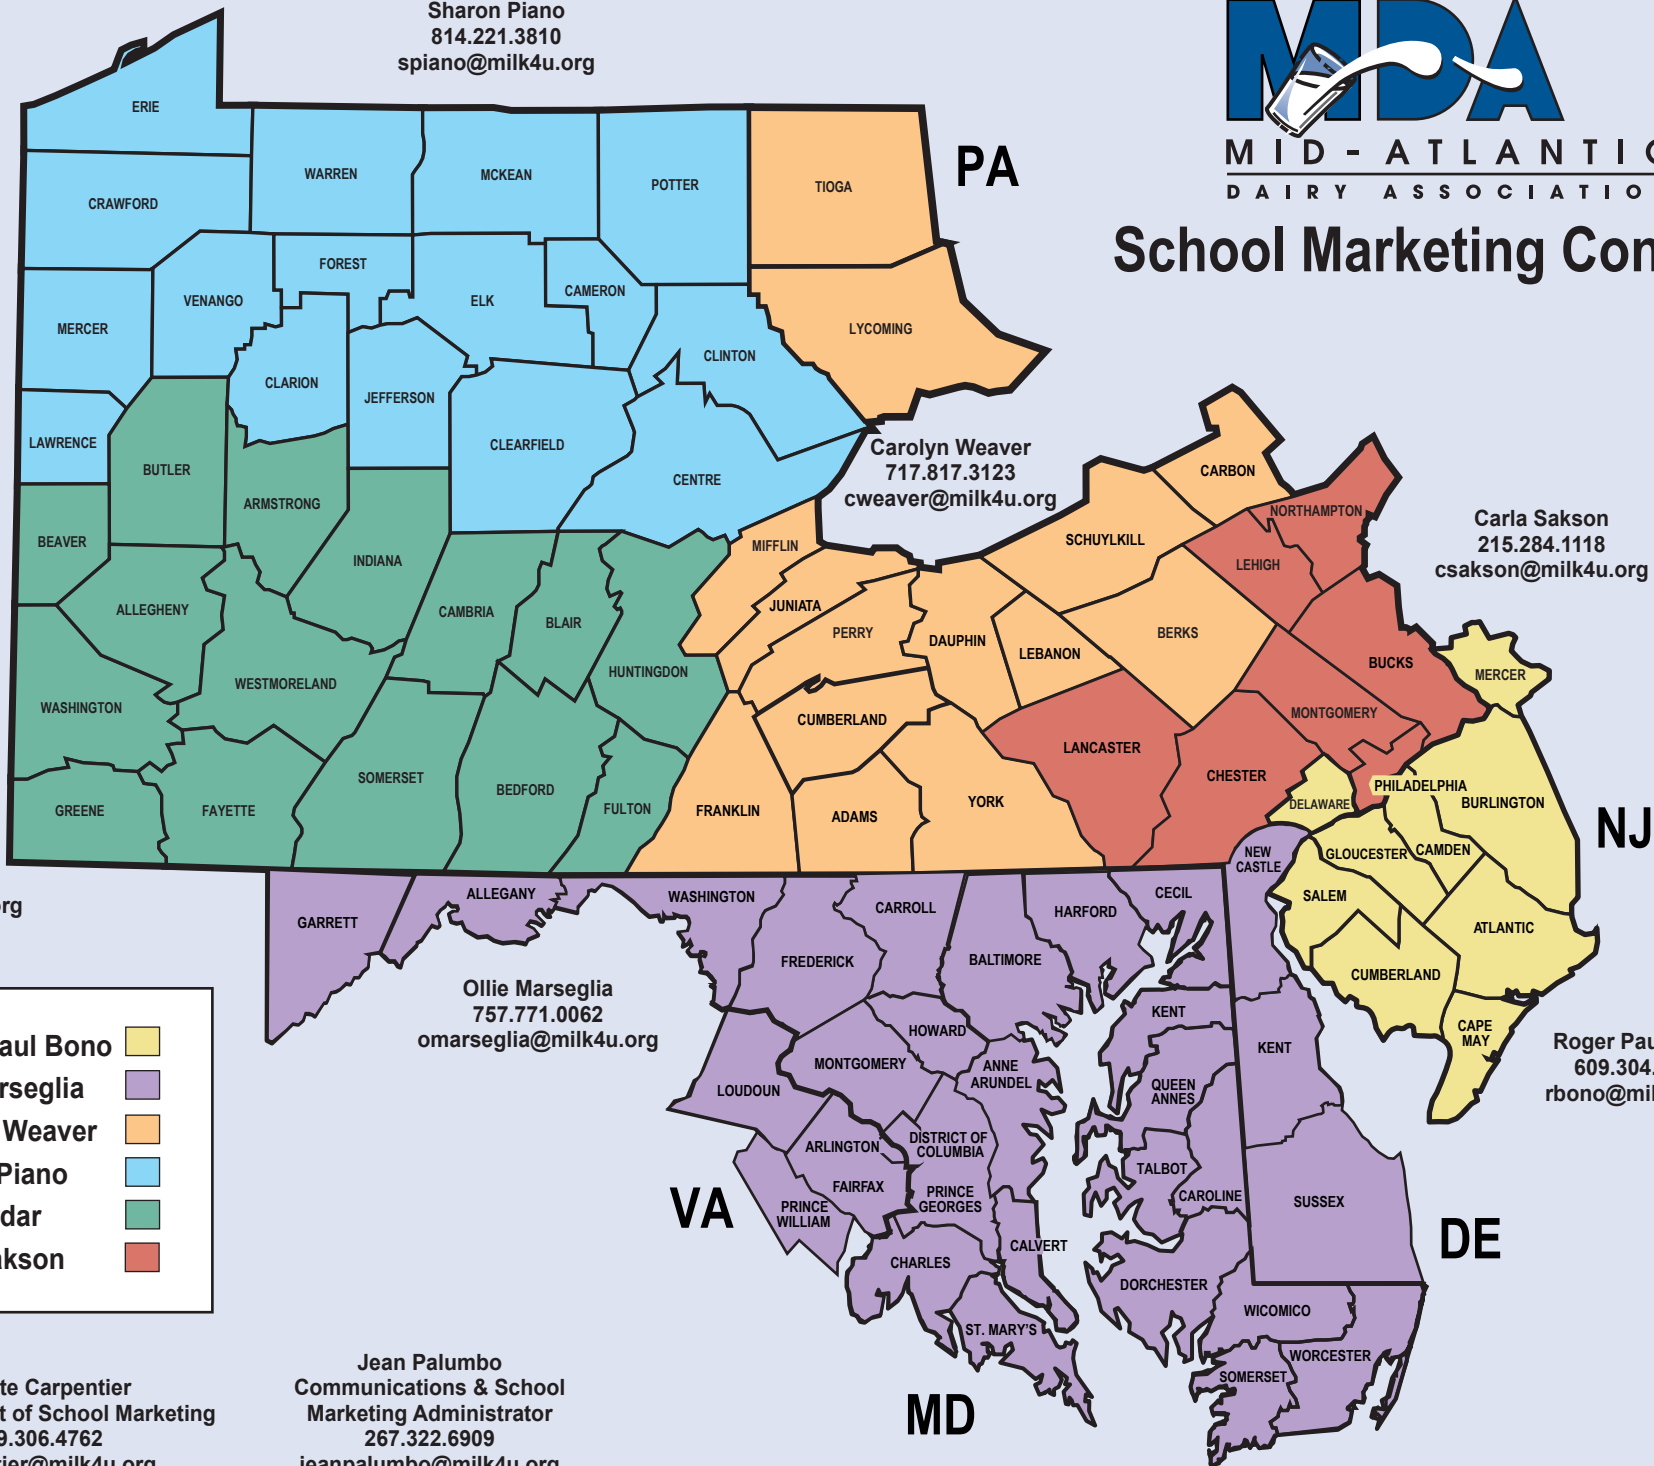 Sharon Piano
814.221.3810
spiano@milk4u.org
MDA
MID-ATLANTIC
DAIRY ASSOCIATIO
School Marketing Con
PA
ERIE
CRAWFORD
WARREN
MCKEAN
POTTER
TIOGA
FOREST
VENANGO
ELK
CAMERON
MERCER
LYCOMING
CLINTON
CLARION
JEFFERSON
LAWRENCE
CLEARFIELD
CENTRE
BUTLER
ARMSTRONG
BEAVER
INDIANA
ALLEGHENY
CAMBRIA
BLAIR
HUNTINGDON
WESTMORELAND
WASHINGTON
SOMERSET
BEDFORD
FULTON
GREENE
FAYETTE
Carolyn Weaver
717.817.3123
cweaver@milk4u.org
CARBON
SCHUYLKILL
MIFFLIN
JUNIATA
PERRY
DAUPHIN
LEBANON
BERKS
CUMBERLAND
FRANKLIN
ADAMS
YORK
NORTHAMPTON
LEHIGH
BUCKS
MONTGOMERY
LANCASTER
CHESTER
PHILADELPHIA
DELAWARE
Carla Sakson
215.284.1118
csakson@milk4u.org
MERCER
BURLINGTON
NJ
GLOUCESTER
CAMDEN
SALEM
ATLANTIC
CUMBERLAND
CAPE
MAY
Roger Pau
609.304.
rbono@mil
rg
GARRETT
ALLEGANY
WASHINGTON
FREDERICK
CARROLL
BALTIMORE
HARFORD
CECIL
NEW
CASTLE
Ollie Marseglia
757.771.0062
omarseglia@milk4u.org
HOWARD
MONTGOMERY
ANNE
ARUNDEL
KENT
KENT
QUEEN
ANNES
LOUDOUN
ARLINGTON
DISTRICT OF
COLUMBIA
FAIRFAX
PRINCE
WILLIAM
PRINCE
GEORGES
TALBOT
CAROLINE
SUSSEX
VA
DE
CHARLES
CALVERT
DORCHESTER
ST. MARY'S
WICOMICO
WORCESTER
SOMERSET
MD
aul Bono
rseglia
Weaver
Piano
dar
kson
te Carpentier
t of School Marketing
9.306.4762
ier@milk4u.org
Jean Palumbo
Communications & School
Marketing Administrator
267.322.6909
jeanpalumbo@milk4u.org